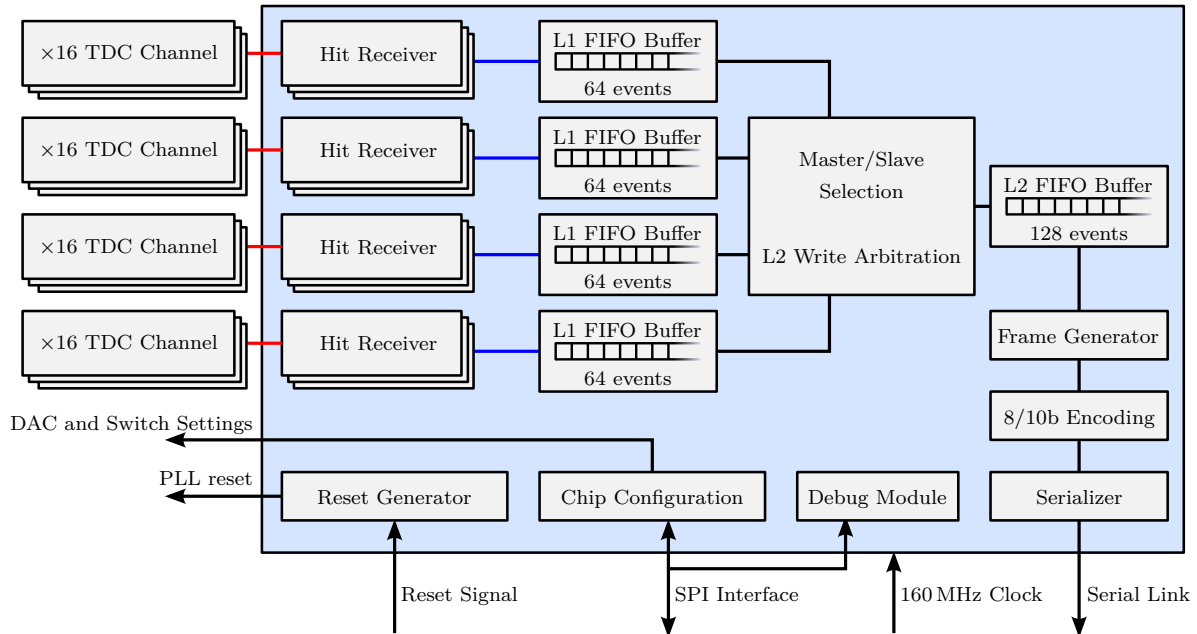 ×16 TDC Channel
Hit Receiver
L1 FIFO Buffer
64 events
×16 TDC Channel
Hit Receiver
L1 FIFO Buffer
64 events
×16 TDC Channel
Hit Receiver
L1 FIFO Buffer
64 events
×16 TDC Channel
Hit Receiver
L1 FIFO Buffer
64 events
Master/Slave
Selection
L2 Write Arbitration
L2 FIFO Buffer
128 events
Frame Generator
8/10b Encoding
Serializer
DAC and Switch Settings
PLL reset
Reset Generator
Chip Configuration
Debug Module
Reset Signal
SPI Interface
160 MHz Clock
Serial Link